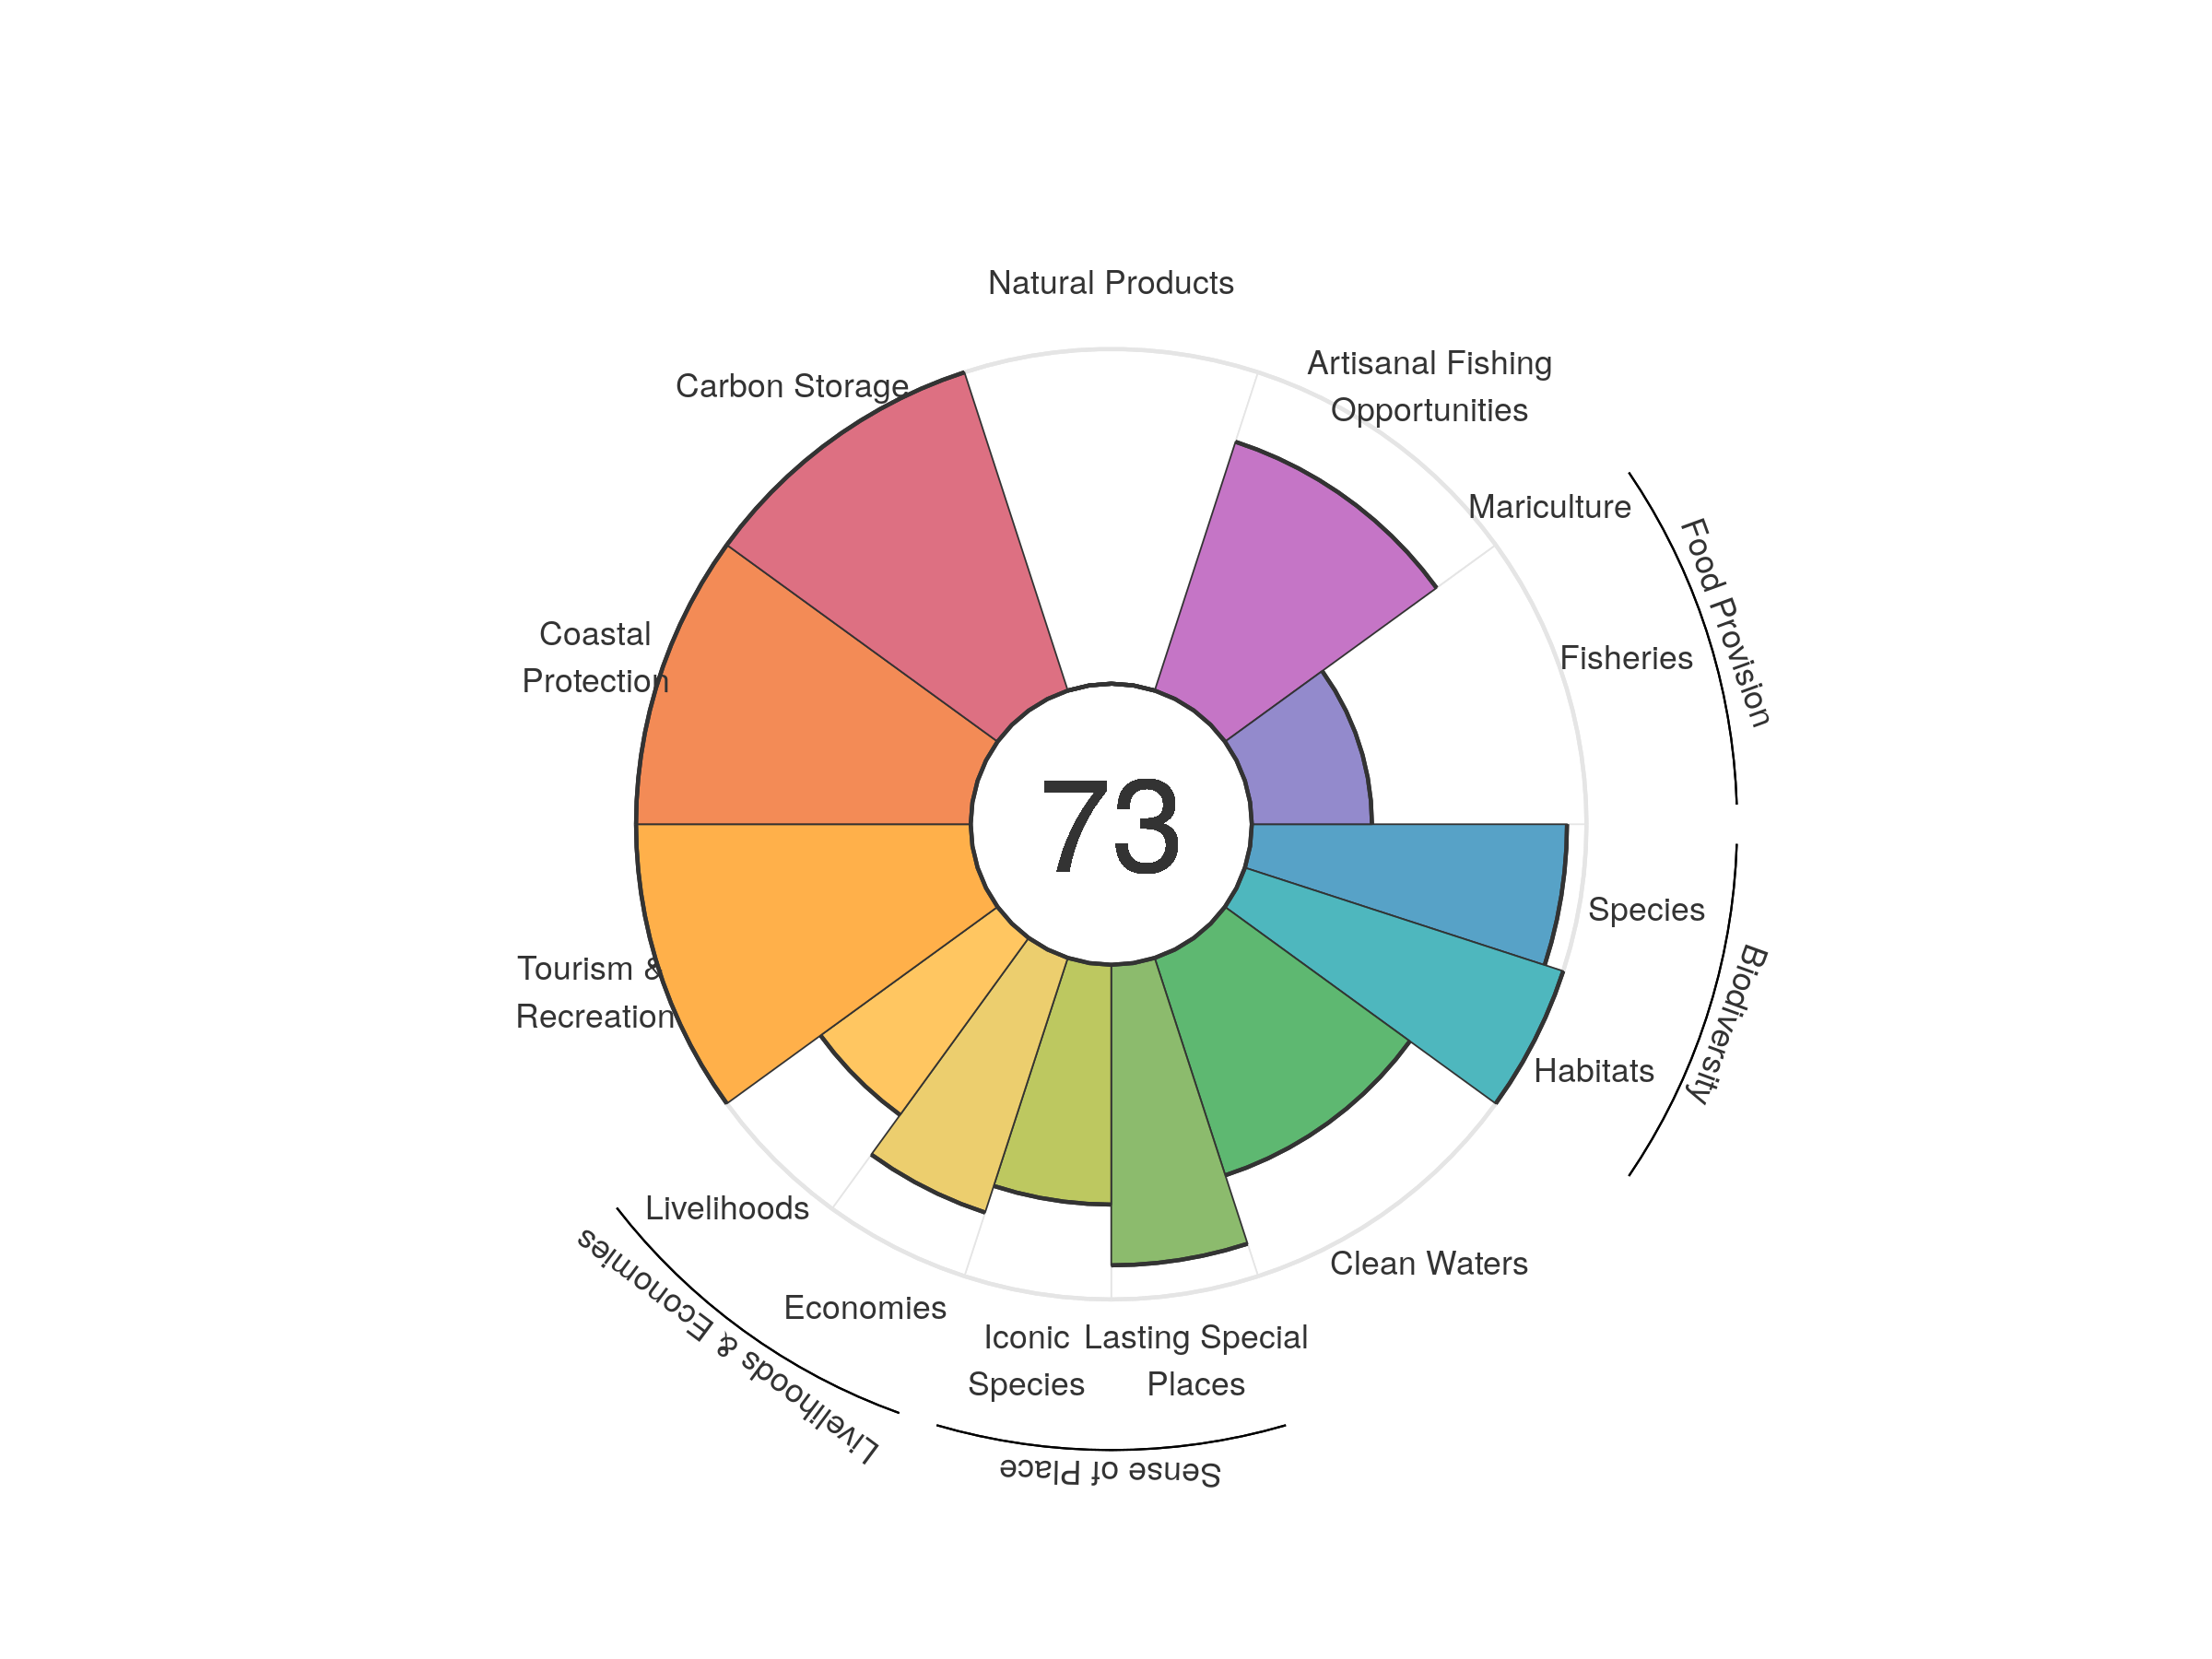 Natural Products
Artisanal Fishing
Opportunities
Carbon Storage
Mariculture
Food Provision
Fisheries
Coastal
Protection
73
Species
Biodiversity
Tourism &
Recreation
Habitats
Livelihoods
Clean Waters
Livelihoods & Economies
Economies
Iconic
Species
Lasting Special
Places
Sense of Place